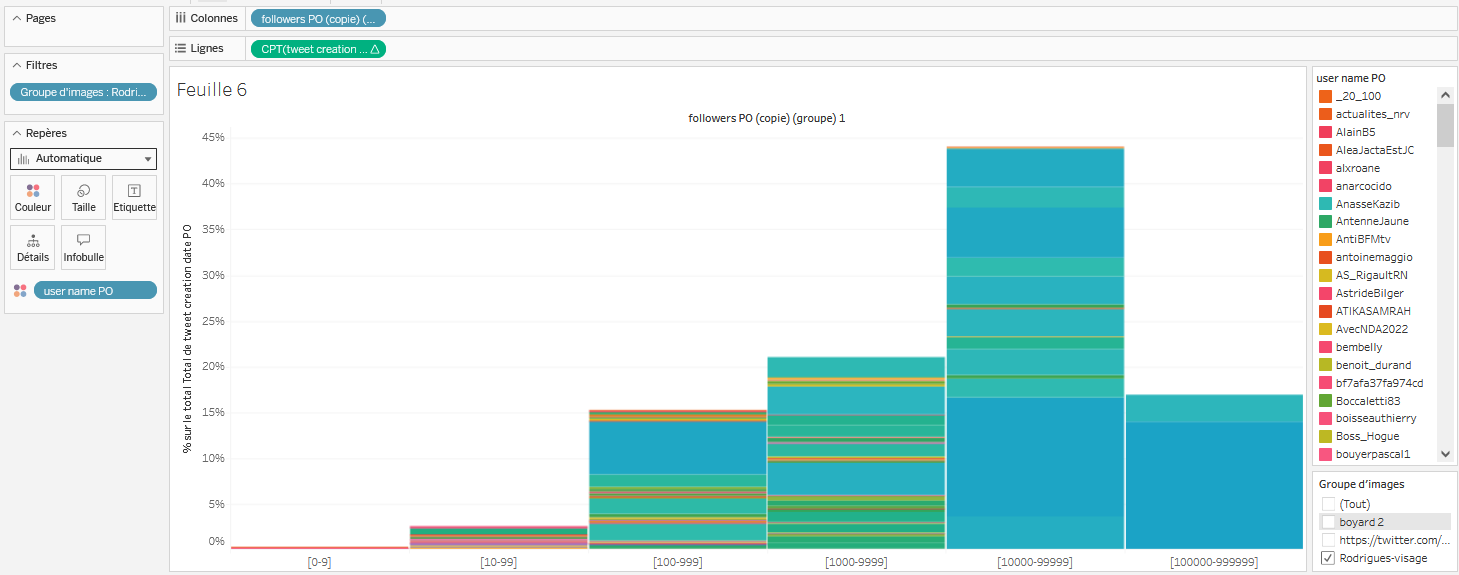 Pages
Filtres
Groupe d'images : Rodri...
Repères
Automatique
Couleur
Taille
Etiquette
Détails
Infobulle
user name PO
Colonnes
followers PO (copie) (...
Lignes
CPT(tweet creation ... △
Feuille 6
followers PO (copie) (groupe) 1
% sur le total Total de tweet creation date PO
45%
40%
35%
30%
25%
20%
15%
10%
5%
0%
[0-9]
[10-99]
[100-999]
[1000-9999]
[10000-99999]
[100000-999999]
user name PO
_20_100
actualites_nrv
AlainB5
AleaJactaEstJC
alxroane
anarcocido
AnasseKazib
AntenneJaune
AntiBFMtv
antoinemaggio
AS_RigaultRN
AstrideBilger
ATIKASAMRAH
AvecNDA2022
bembelly
benoit_durand
bf7afa37fa974cd
Boccaletti83
boisseauthierry
Boss_Hogue
bouyerpascal1
Groupe d'images
(Tout)
boyard 2
https://twitter.com/...
Rodrigues-visage